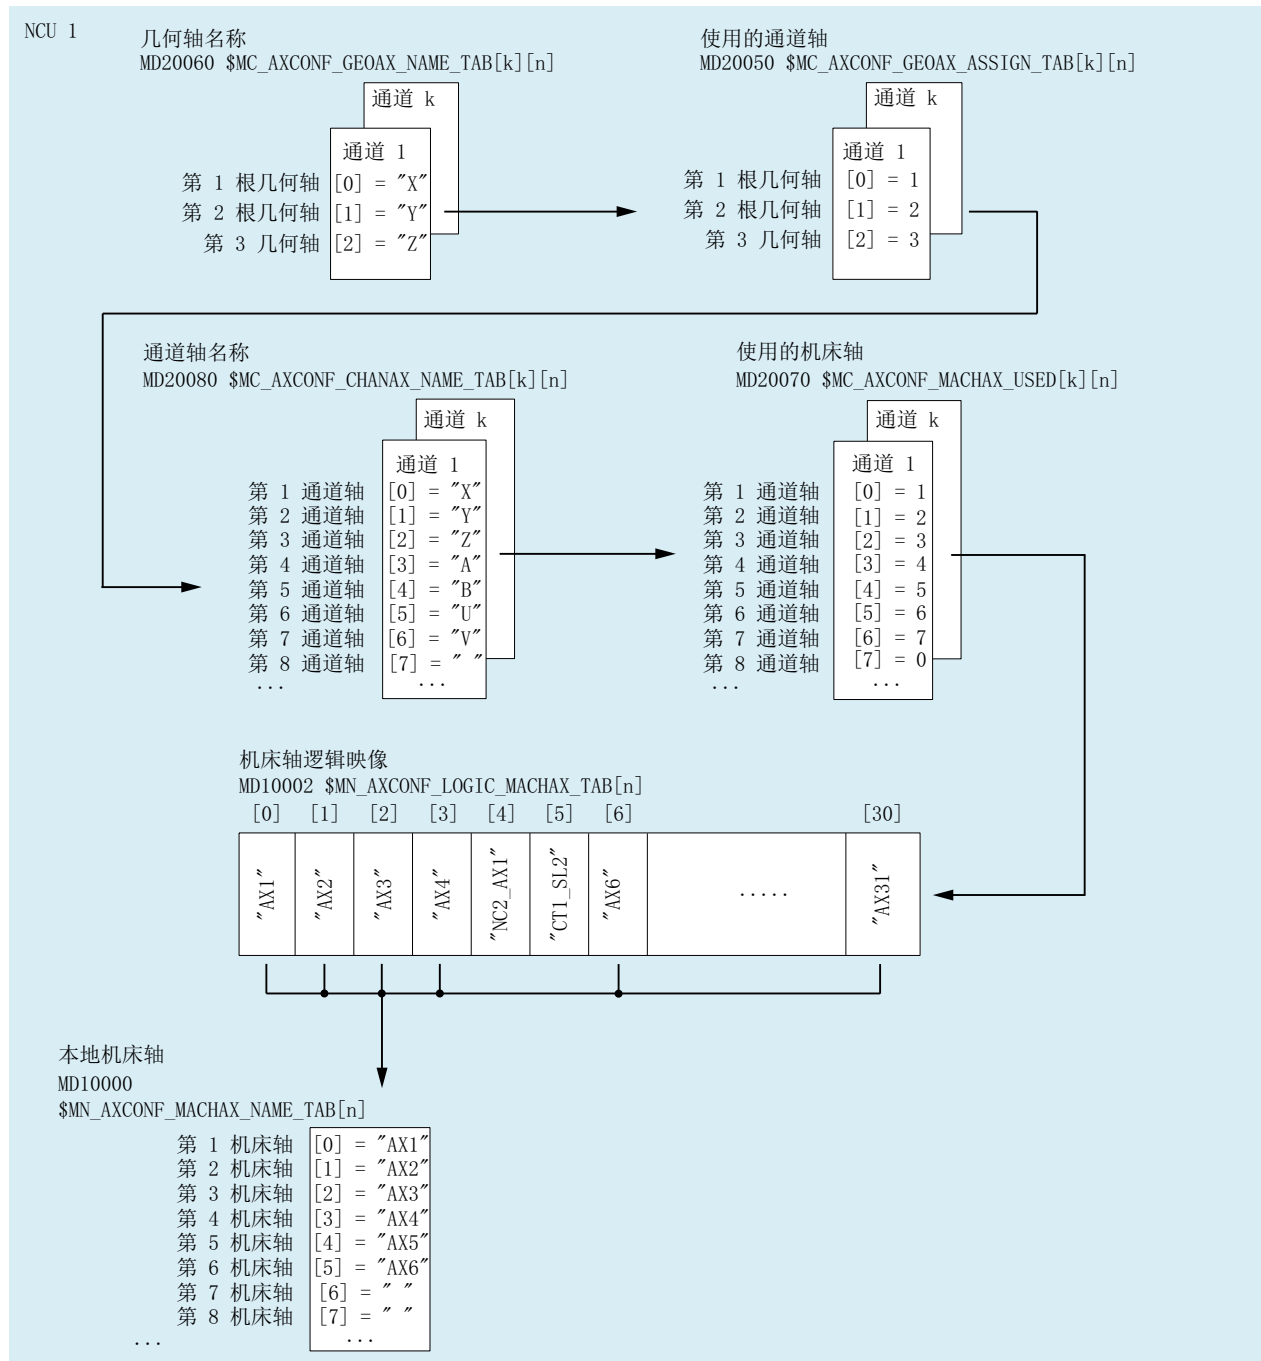 NCU 1
几何轴名称
MD20060 $MC_AXCONF_GEOAX_NAME_TAB[k][n]
使用的通道轴
MD20050 $MC_AXCONF_GEOAX_ASSIGN_TAB[k][n]
通道 k
通道 1
第 1 根几何轴 [0] = "X"
第 2 根几何轴 [1] = "Y"
第 3 几何轴 [2] = "Z"
通道 k
通道 1
第 1 根几何轴 [0] = 1
第 2 根几何轴 [1] = 2
第 3 几何轴 [2] = 3
通道轴名称
MD20080 $MC_AXCONF_CHANAX_NAME_TAB[k][n]
使用的机床轴
MD20070 $MC_AXCONF_MACHAX_USED[k][n]
通道 k
通道 1
第 1 通道轴 [0] = "X"
第 2 通道轴 [1] = "Y"
第 3 通道轴 [2] = "Z"
第 4 通道轴 [3] = "A"
第 5 通道轴 [4] = "B"
第 6 通道轴 [5] = "U"
第 7 通道轴 [6] = "V"
第 8 通道轴 [7] = " "
... ...
通道 k
通道 1
第 1 通道轴 [0] = 1
第 2 通道轴 [1] = 2
第 3 通道轴 [2] = 3
第 4 通道轴 [3] = 4
第 5 通道轴 [4] = 5
第 6 通道轴 [5] = 6
第 7 通道轴 [6] = 7
第 8 通道轴 [7] = 0
... ...
机床轴逻辑映像
MD10002 $MN_AXCONF_LOGIC_MACHAX_TAB[n]
[0] [1] [2] [3] [4] [5] [6] [30]
"AX1" "AX2" "AX3" "AX4" "NC2_AX1" "CT1_SL2" "AX6" ..... "AX31"
本地机床轴
MD10000
$MN_AXCONF_MACHAX_NAME_TAB[n]
第 1 机床轴 [0] = "AX1"
第 2 机床轴 [1] = "AX2"
第 3 机床轴 [2] = "AX3"
第 4 机床轴 [3] = "AX4"
第 5 机床轴 [4] = "AX5"
第 6 机床轴 [5] = "AX6"
第 7 机床轴 [6] = " "
第 8 机床轴 [7] = " "
... ...